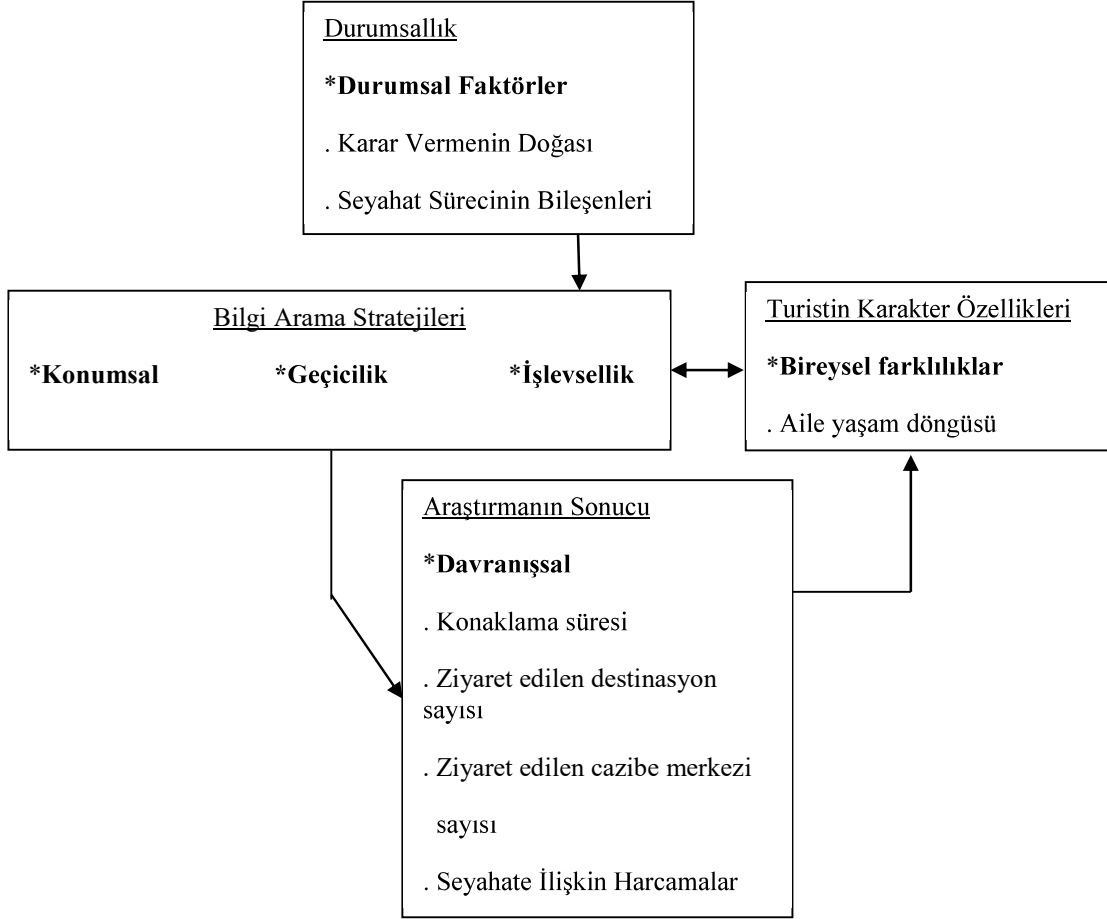 Durumsallık
*Durumsal Faktörler
. Karar Vermenin Doğası
. Seyahat Sürecinin Bileşenleri
Bilgi Arama Stratejileri
*Konumsal *Geçicilik *İşlevsellik
Turistin Karakter Özellikleri
*Bireysel farklılıklar
. Aile yaşam döngüsü
Araştırmanın Sonucu
*Davranışsal
. Konaklama süresi
. Ziyaret edilen destinasyon
sayısı
. Ziyaret edilen cazibe merkezi
sayısı
. Seyahate İlişkin Harcamalar